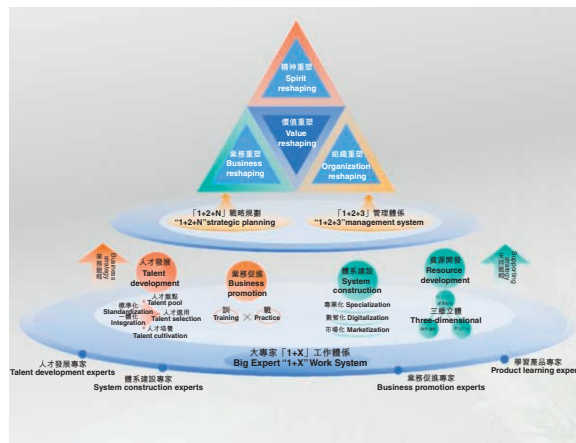 精神重塑
Spirit
reshaping
價值重塑
Value
reshaping
業務重塑
Business
reshaping
組織重塑
Organization
reshaping
「1+2+N」戰略規劃
“1+2+N”strategic planning
「1+2+3」管理體係
“1+2+3”management system
Business
strategy
人才發展
Talent
development
業務促進
Business
promotion
體系建設
System
construction
資源開發
Resource
development
Supporting
strategy
人才盤點
Talent pool
標準化
Standardization
一體化
Integration
人才選用
Talent selection
人才培養
Talent cultivation
訓
Training
戰
Practice
專業化 Specialization
數智化 Digitalization
市場化 Marketization
三維立體
Three-dimensional
大專家「1+X」工作體係
Big Expert “1+X” Work System
人才發展專家
Talent development experts
體系建設專家
System construction experts
業務促進專家
Business promotion experts
學習產品專家
Product learning expert